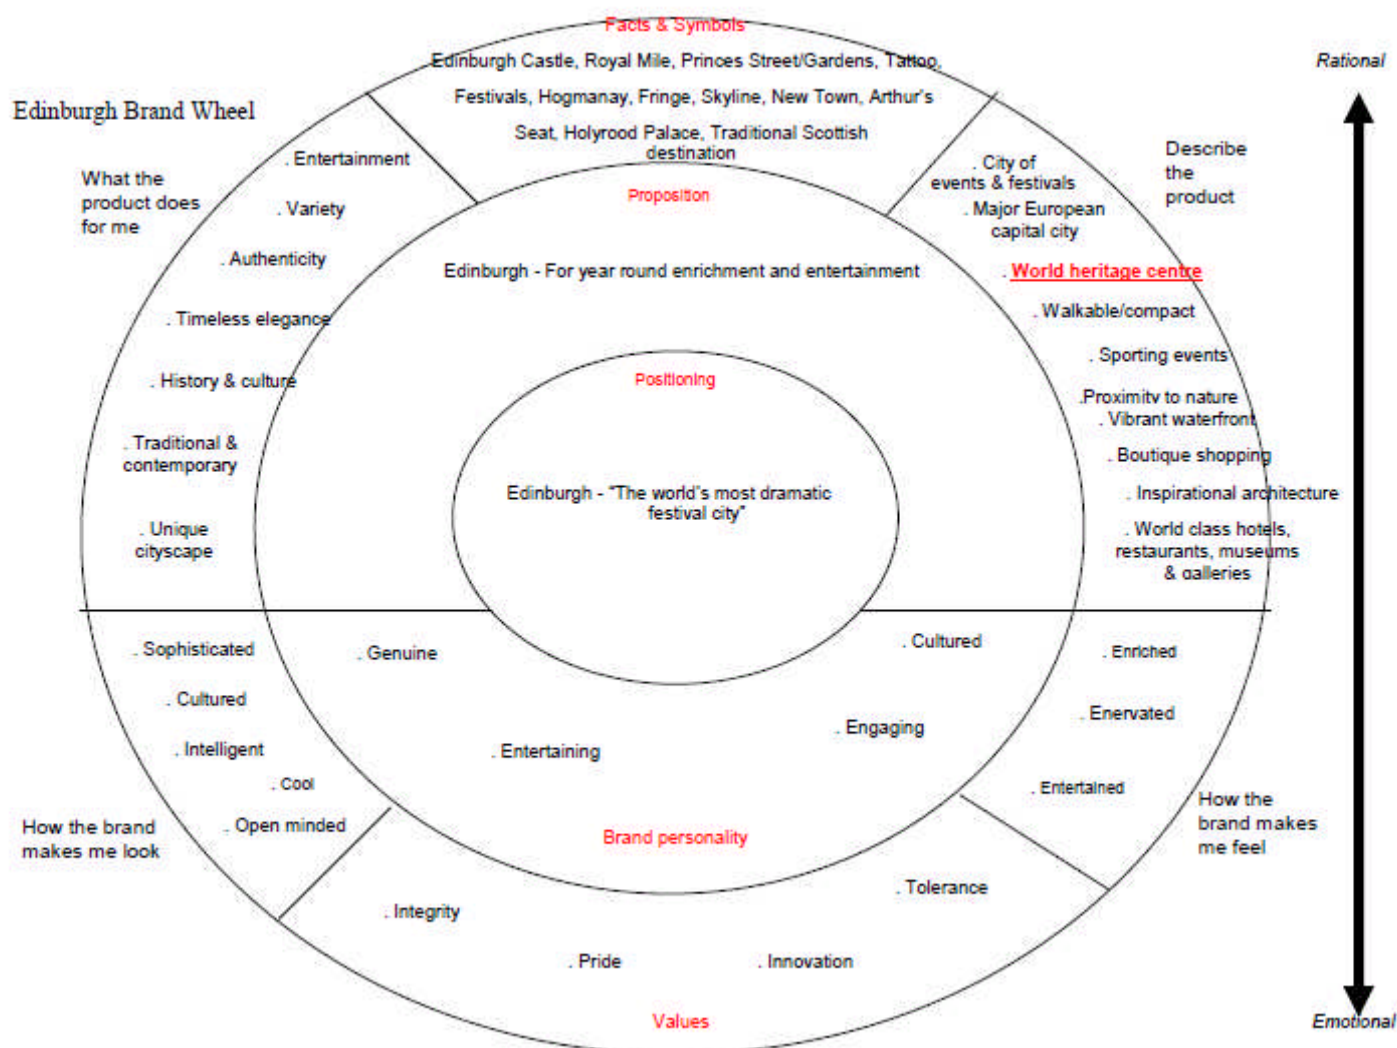 Facts & Symbols
Edinburgh Castle, Royal Mile, Princes Street/Gardens, Tattoo,
Festivals, Hogmanay, Fringe, Skyline, New Town, Arthur's
Seat, Holyrood Palace, Traditional Scottish
destination
Rational
Edinburgh Brand Wheel
What the
product does
for me
. Entertainment
. Variety
. Authenticity
. Timeless elegance
. History & culture
. Traditional &
contemporary
. Unique
cityscape
Proposition
Edinburgh - For year round enrichment and entertainment
Positioning
Edinburgh - "The world's most dramatic
festival city"
Describe
the
product
. City of
events & festivals
. Major European
capital city
. World heritage centre
. Walkable/compact
. Sporting events
.Proximity to nature
. Vibrant waterfront
. Boutique shopping
. Inspirational architecture
. World class hotels,
restaurants, museums
& galleries
. Sophisticated
. Cultured
. Intelligent
. Cool
. Open minded
How the brand
makes me look
. Genuine
. Cultured
. Entertaining
. Engaging
Brand personality
. Enriched
. Enervated
. Entertained
How the
brand makes
me feel
. Integrity
. Tolerance
. Pride
. Innovation
Values
Emotional